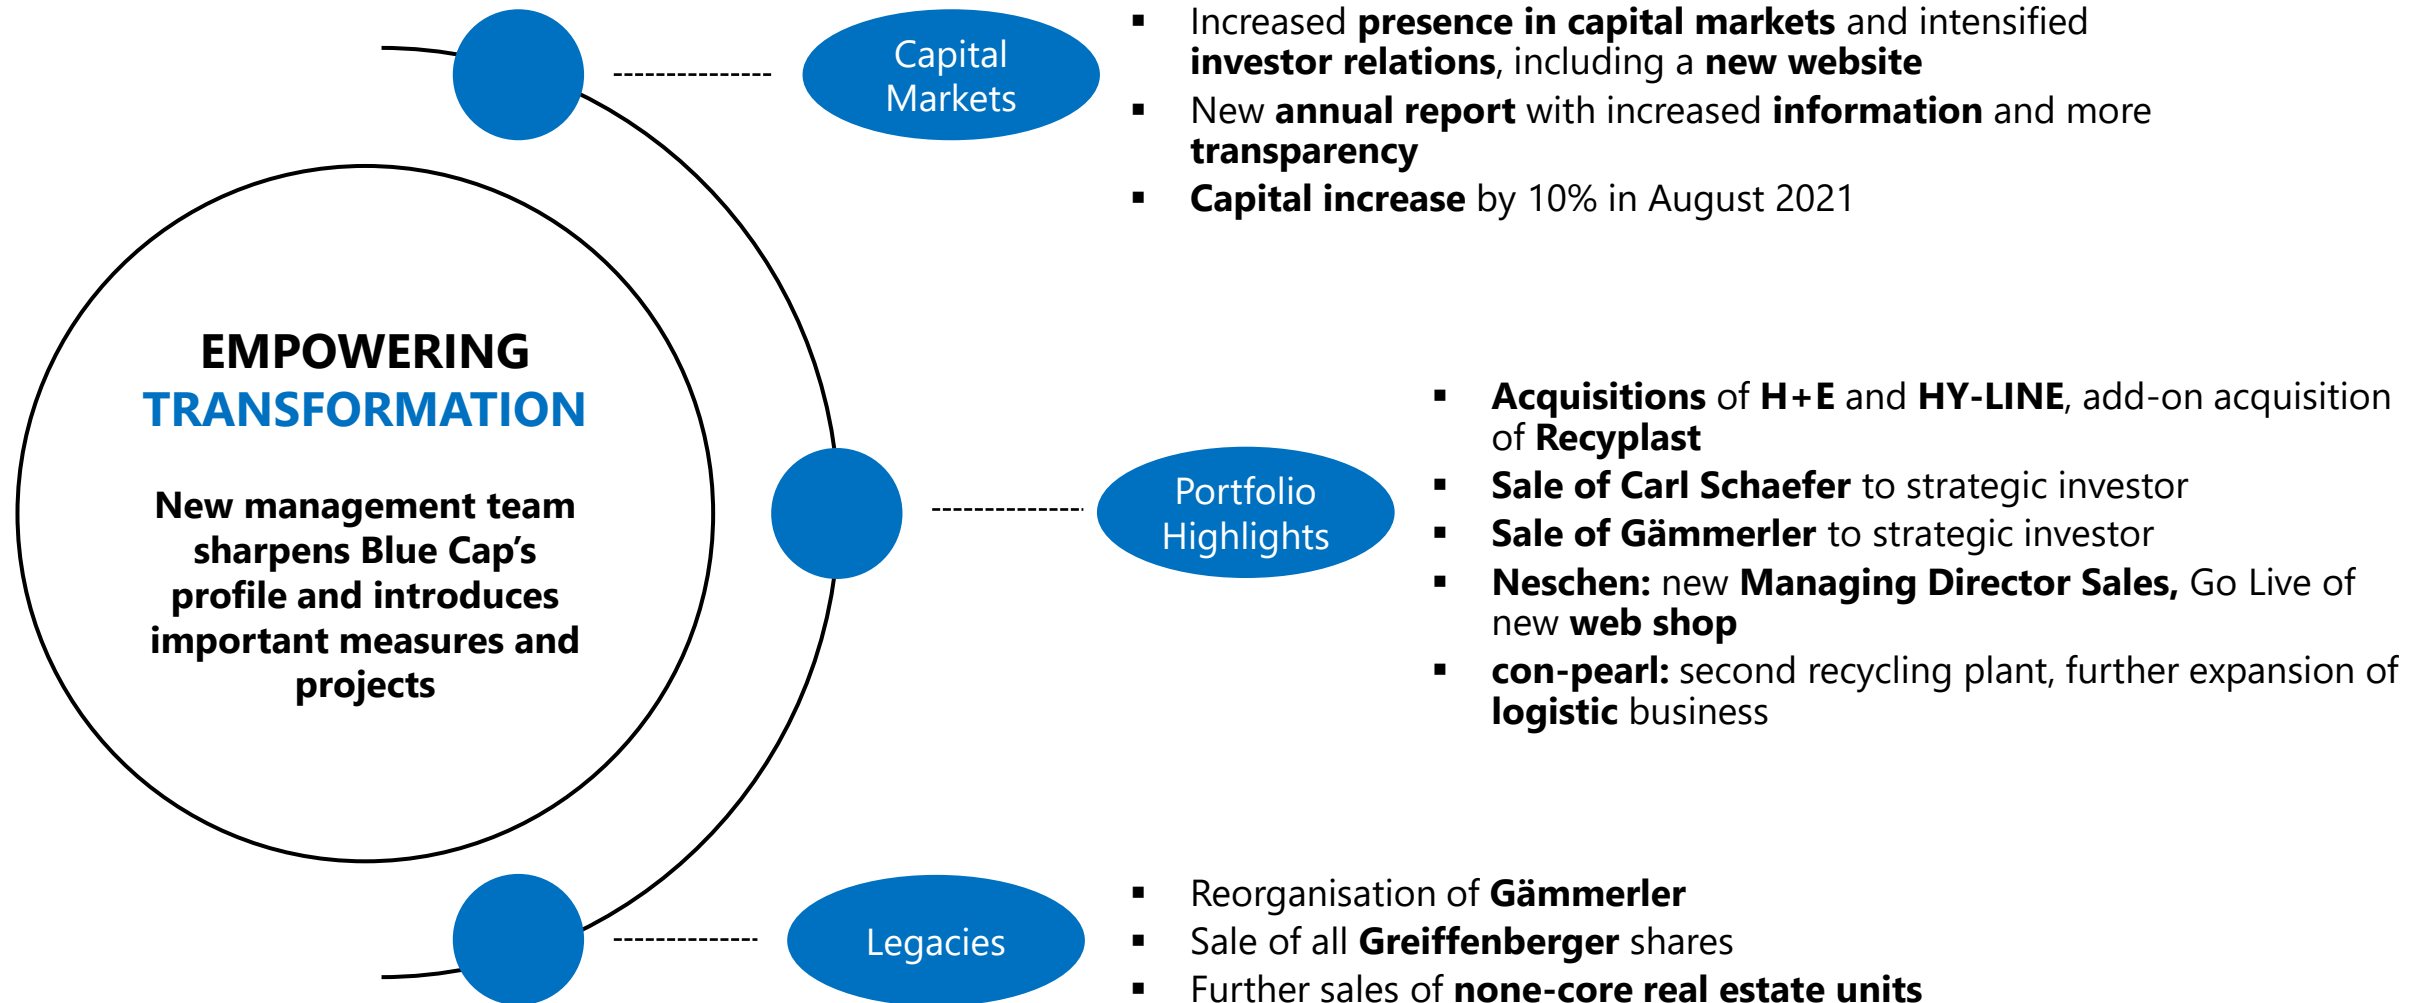 EMPOWERING
TRANSFORMATION
New management team
sharpens Blue Cap’s
profile and introduces
important measures and
projects
Capital
Markets
▪ Increased presence in capital markets and intensified
investor relations, including a new website
▪ New annual report with increased information and more
transparency
▪ Capital increase by 10% in August 2021
Portfolio
Highlights
▪ Acquisitions of H+E and HY-LINE, add-on acquisition
of Recyplast
▪ Sale of Carl Schaefer to strategic investor
▪ Sale of Gämmerler to strategic investor
▪ Neschen: new Managing Director Sales, Go Live of
new web shop
▪ con-pearl: second recycling plant, further expansion of
logistic business
Legacies
▪ Reorganisation of Gämmerler
▪ Sale of all Greiffenberger shares
▪ Further sales of none-core real estate units